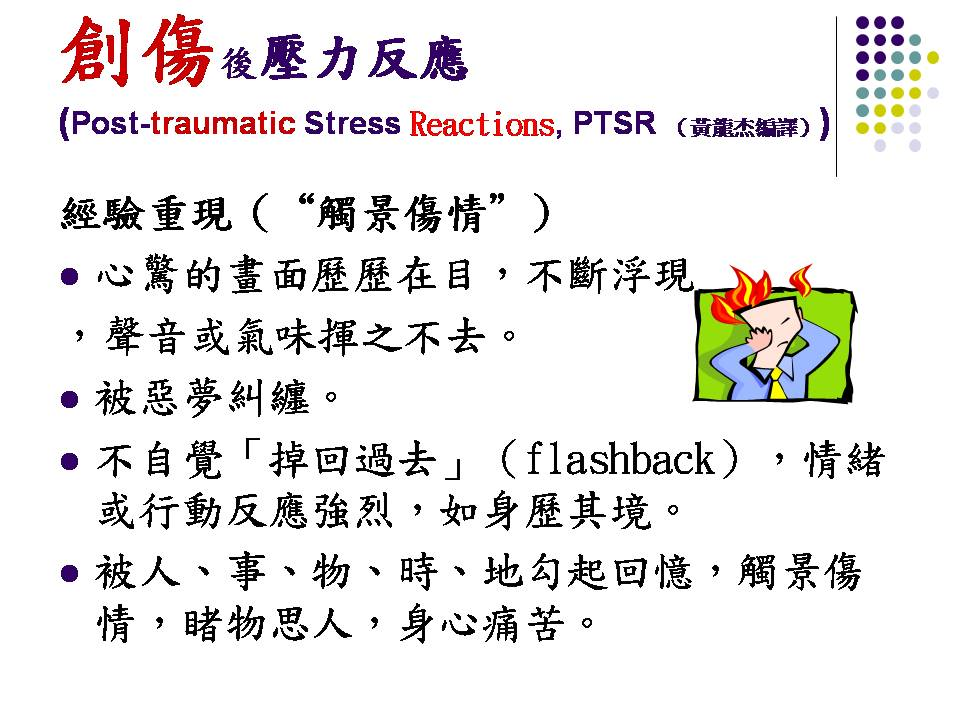 創傷後壓力反應
(Post-traumatic Stress Reactions, PTSR （黃龍杰編譯）)
經驗重現（“觸景傷情”）
● 心驚的畫面歷歷在目，不斷浮現
，聲音或氣味揮之不去。
● 被惡夢糾纏。
● 不自覺「掉回過去」（flashback），情緒
或行動反應強烈，如身歷其境。
● 被人、事、物、時、地勾起回憶，觸景傷
情，睹物思人，身心痛苦。